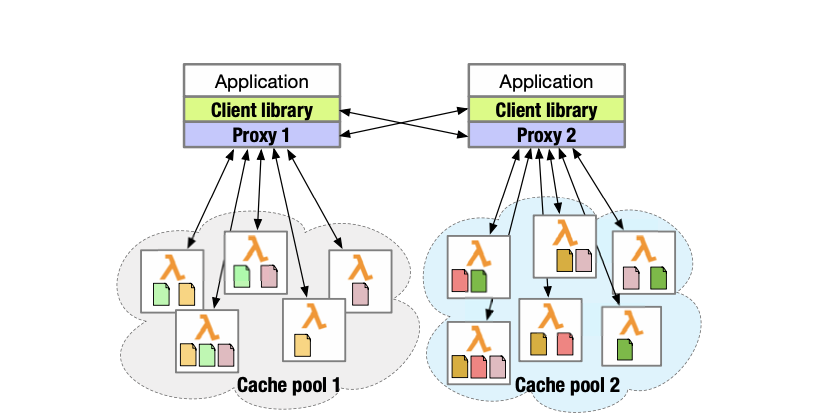 Application
Client library
Proxy 1
Application
Client library
Proxy 2
λ
λ
λ
λ
λ
λ
λ
λ
λ
λ
λ
Cache pool 1
Cache pool 2